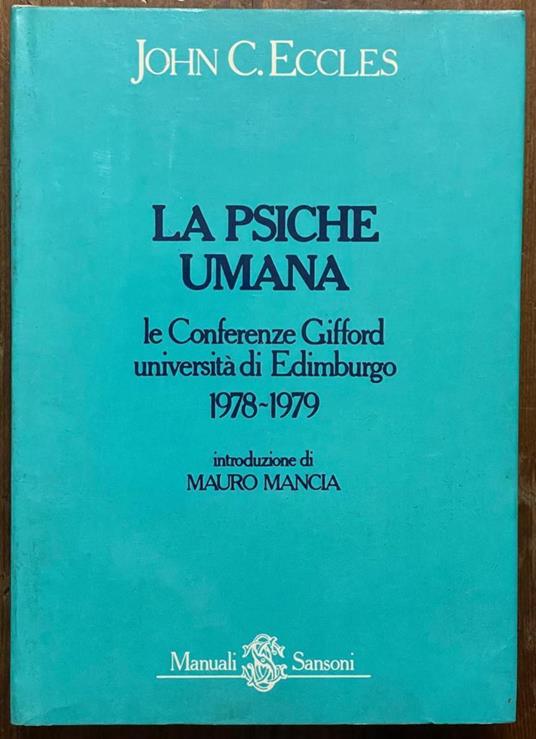 JOHN C. ECCLES
LA PSICHE
UMANA
le Conferenze Gifford
università di Edimburgo
1978~1979
introduzione di
MAURO MANCIA
Manuali Sansoni